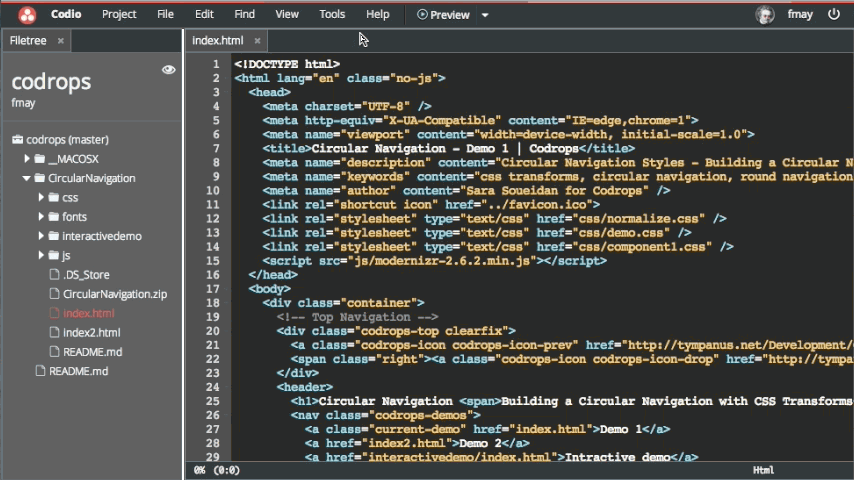 Codio Project File Edit Find View Tools Help Preview fmay
Filetree × index.html ×
codrops
fmay
codrops (master)
__MACOSX
CircularNavigation
css
fonts
interactivedemo
js
.DS_Store
CircularNavigation.zip
index.html
index2.html
README.md
README.md
1 <!DOCTYPE html>
2 <html lang="en" class="no-js">
3 <head>
4 <meta charset="UTF-8" />
5 <meta http-equiv="X-UA-Compatible" content="IE=edge,chrome=1">
6 <meta name="viewport" content="width=device-width, initial-scale=1.0">
7 <title>Circular Navigation - Demo 1 | Codrops</title>
8 <meta name="description" content="Circular Navigation Styles - Building a Circular N
9 <meta name="keywords" content="css transforms, circular navigation, round navigation
10 <meta name="author" content="Sara Soueidan for Codrops" />
11 <link rel="shortcut icon" href="../favicon.ico">
12 <link rel="stylesheet" type="text/css" href="css/normalize.css" />
13 <link rel="stylesheet" type="text/css" href="css/demo.css" />
14 <link rel="stylesheet" type="text/css" href="css/component1.css" />
15 <script src="js/modernizr-2.6.2.min.js"></script>
16 </head>
17 <body>
18 <div class="container">
19 <!-- Top Navigation -->
20 <div class="codrops-top clearfix">
21 <a class="codrops-icon codrops-icon-prev" href="http://tympanus.net/Development/
22 <span class="right"><a class="codrops-icon codrops-icon-drop" href="http://tympa
23 </div>
24 <header>
25 <h1>Circular Navigation <span>Building a Circular Navigation with CSS Transforms
26 <nav class="codrops-demos">
27 <a class="current-demo" href="index.html">Demo 1</a>
28 <a href="index2.html">Demo 2</a>
29 <a href="interactivedemo/index.html">Intractive demo</a>
0% (0:0) Html